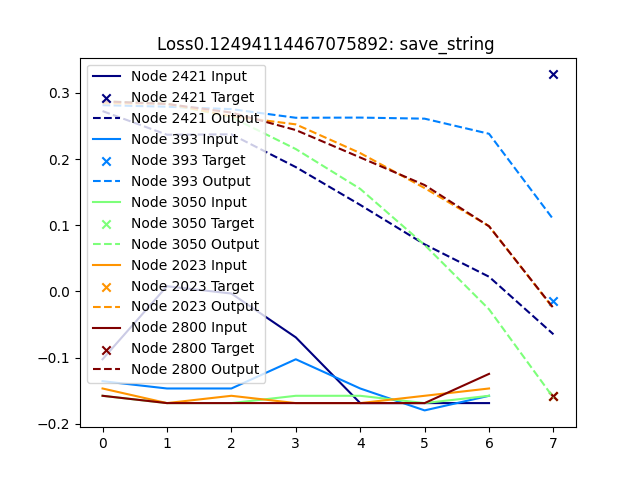 Loss0.12494114467075892: save_string
Node 2421 Input
Node 2421 Target
Node 2421 Output
Node 393 Input
Node 393 Target
Node 393 Output
Node 3050 Input
Node 3050 Target
Node 3050 Output
Node 2023 Input
Node 2023 Target
Node 2023 Output
Node 2800 Input
Node 2800 Target
Node 2800 Output
0.3
0.2
0.1
0.0
−0.1
−0.2
0 1 2 3 4 5 6 7